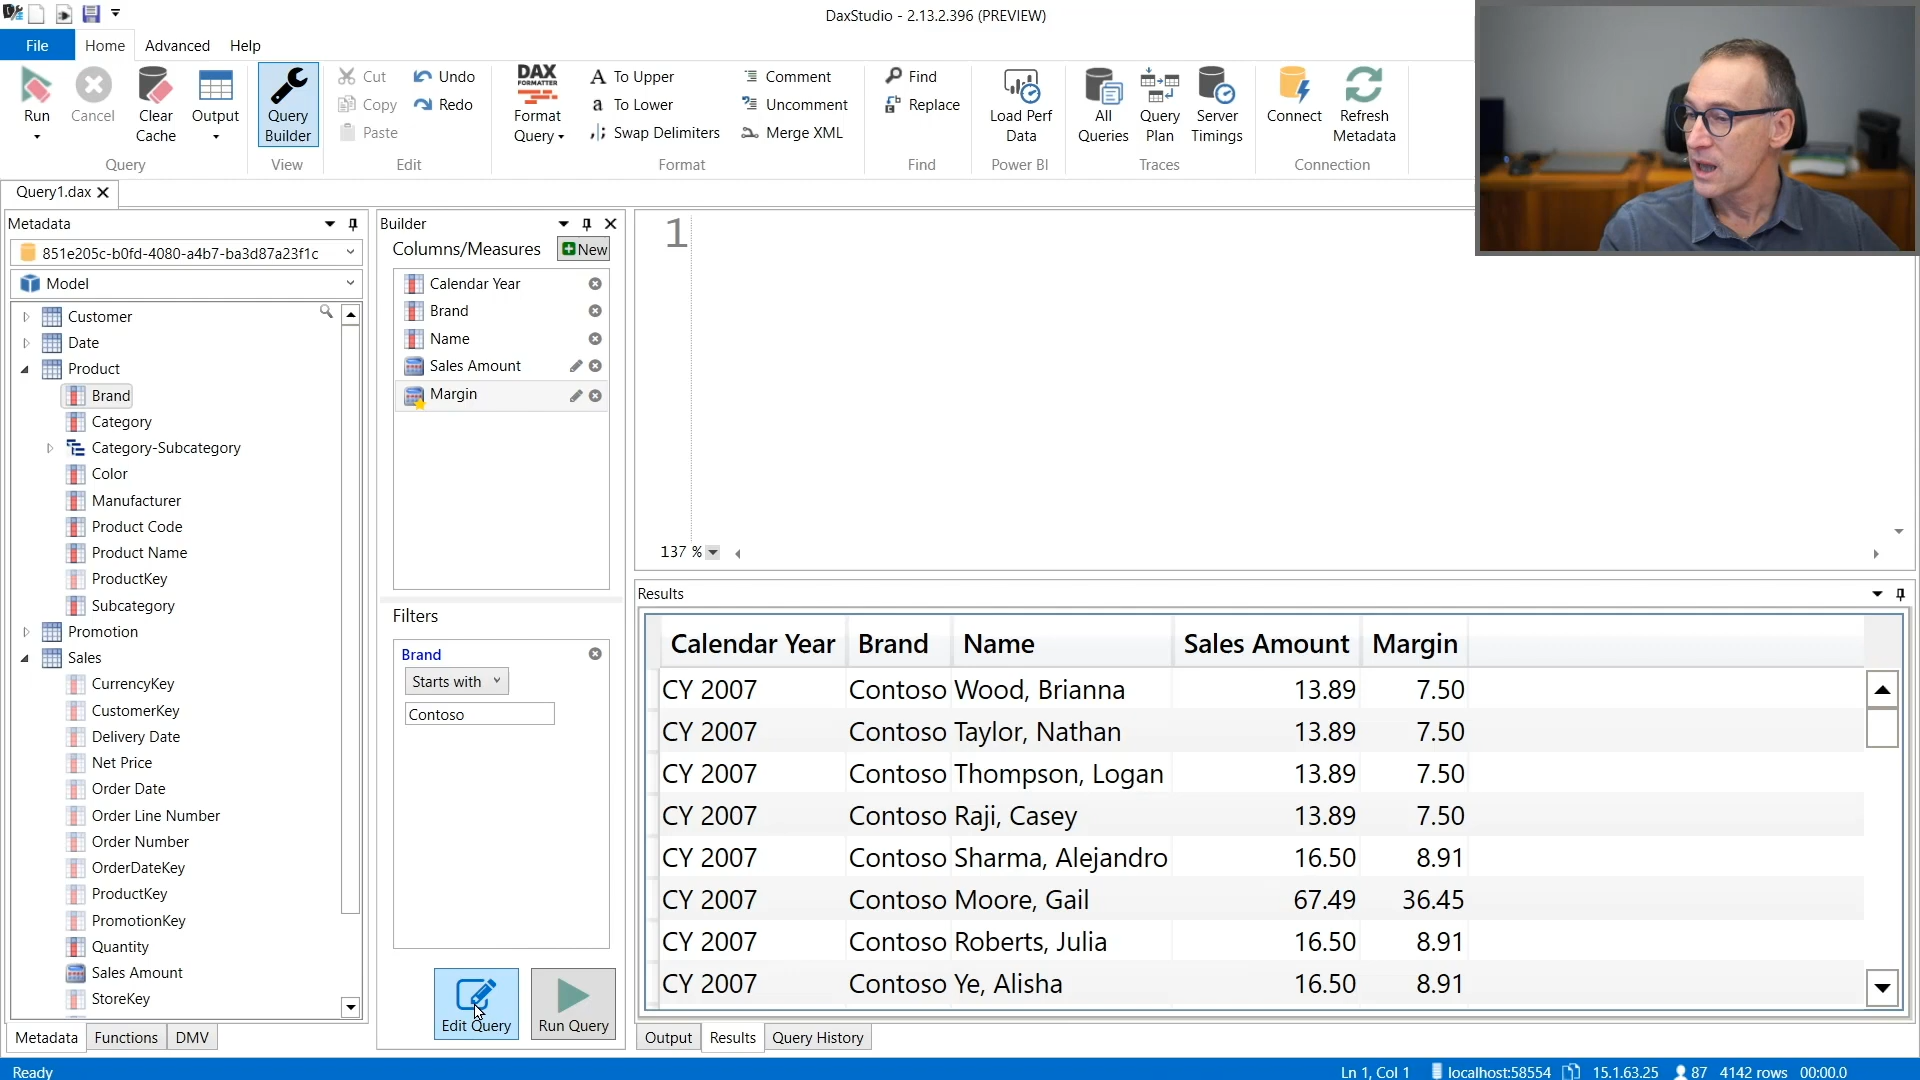 DaxStudio - 2.13.2.396 (PREVIEW)
File Home Advanced Help
Run
Cancel
Clear Cache
Output
Query Builder
Cut
Copy
Paste
Undo
Redo
DAX FORMATTER
Format Query
To Upper
To Lower
Swap Delimiters
Comment
Uncomment
Merge XML
Find
Replace
Load Perf Data
All Queries
Query Plan
Server Timings
Connect
Refresh Metadata
Query View Edit Format Find Power BI Traces Connection
Query1.dax
Metadata
851e205c-b0fd-4080-a4b7-ba3d87a23f1c
Model
Customer
Date
Product
Brand
Category
Category-Subcategory
Color
Manufacturer
Product Code
Product Name
ProductKey
Subcategory
Promotion
Sales
CurrencyKey
CustomerKey
Delivery Date
Net Price
Order Date
Order Line Number
Order Number
OrderDateKey
ProductKey
PromotionKey
Quantity
Sales Amount
StoreKey
Metadata Functions DMV
Builder
Columns/Measures New
Calendar Year
Brand
Name
Sales Amount
Margin
Filters
Brand
Starts with
Contoso
Edit Query
Run Query
1
137 %
Results
Calendar Year Brand Name Sales Amount Margin
CY 2007 Contoso Wood, Brianna 13.89 7.50
CY 2007 Contoso Taylor, Nathan 13.89 7.50
CY 2007 Contoso Thompson, Logan 13.89 7.50
CY 2007 Contoso Raji, Casey 13.89 7.50
CY 2007 Contoso Sharma, Alejandro 16.50 8.91
CY 2007 Contoso Moore, Gail 67.49 36.45
CY 2007 Contoso Roberts, Julia 16.50 8.91
CY 2007 Contoso Ye, Alisha 16.50 8.91
Output Results Query History
Ready Ln 1, Col 1 localhost:58554 15.1.63.25 87 4142 rows 00:00.0